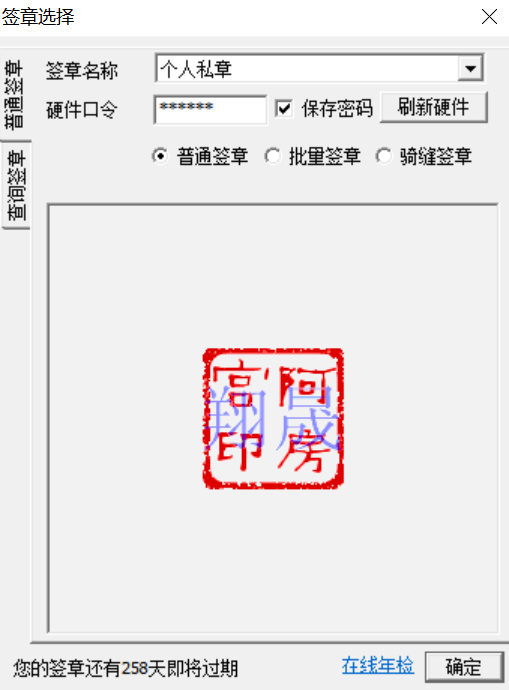 签章选择
普通签章
查询签章
签章名称 个人私章
硬件口令 ****** 保存密码 刷新硬件
普通签章 批量签章 骑缝签章
宫 阿
翔晟
印 房
您的签章还有258天即将过期 在线年检 确定